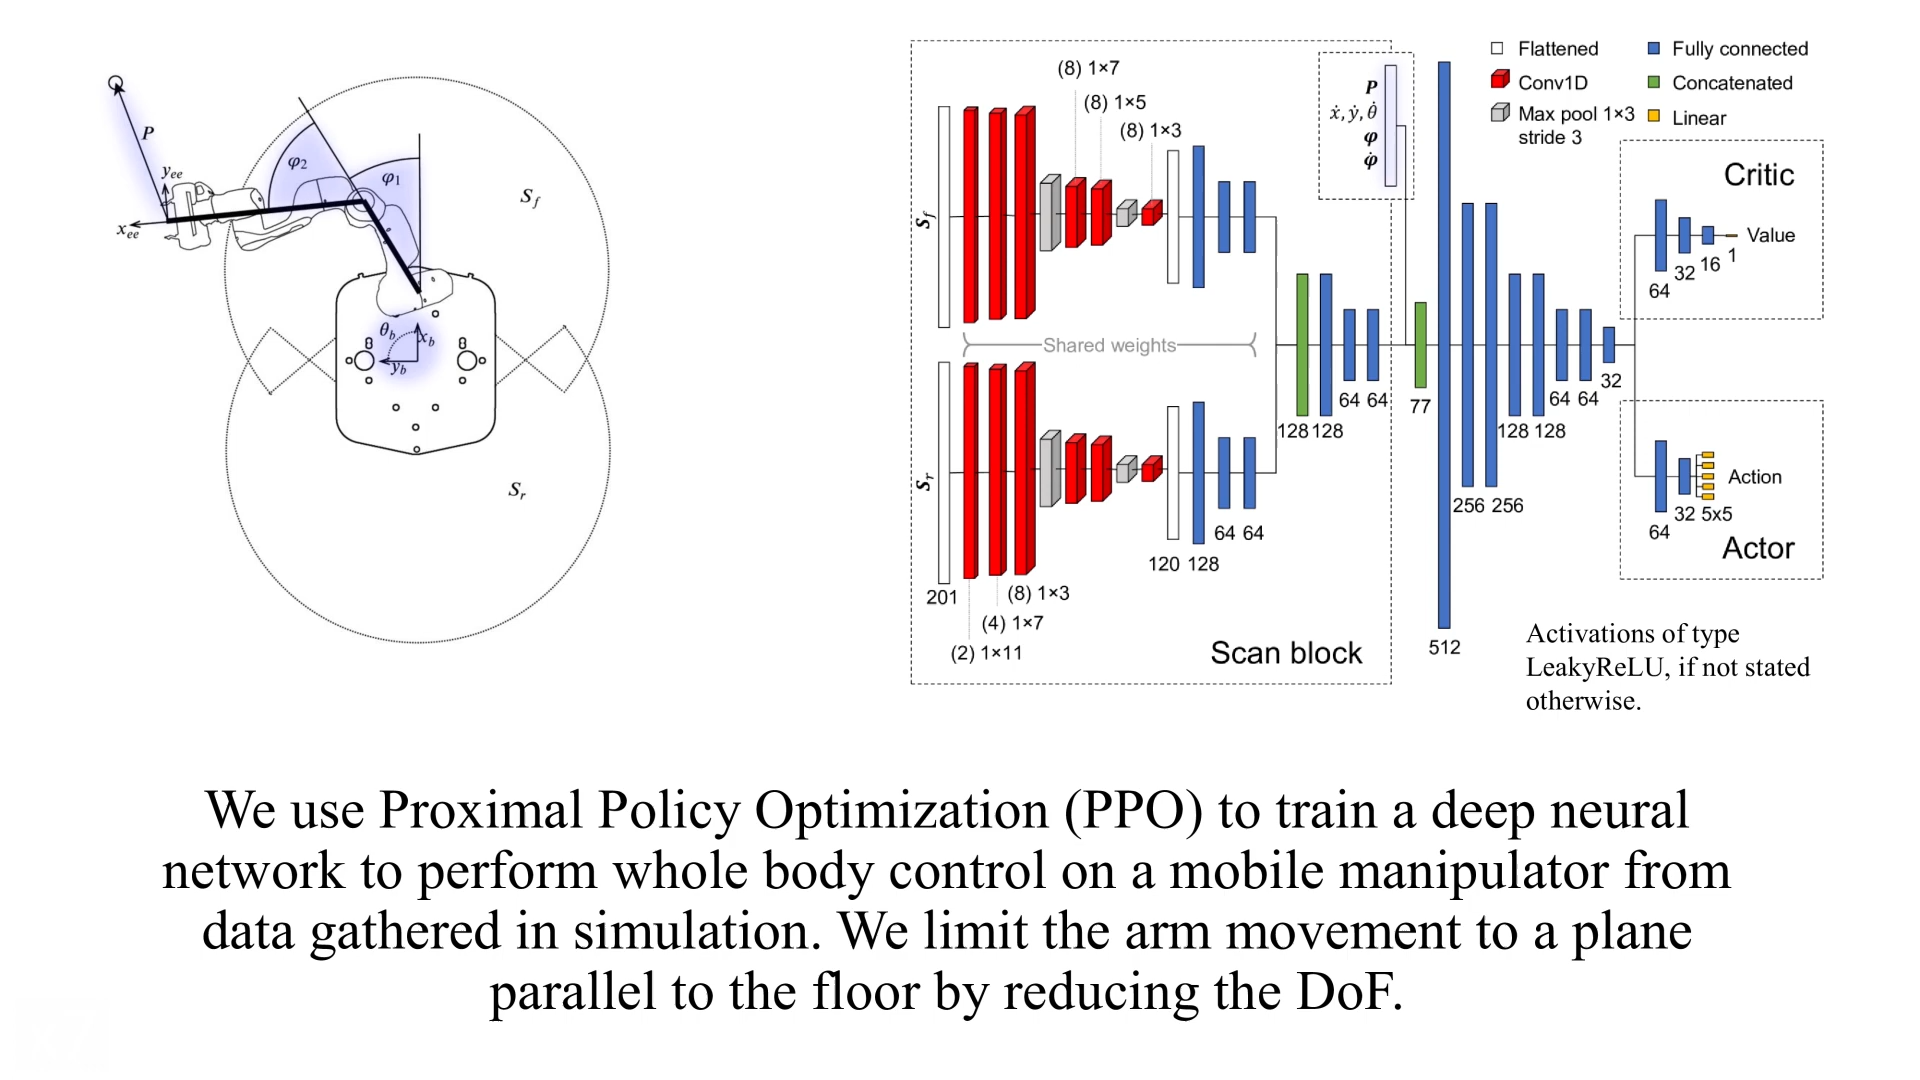 P
y_ee
x_ee
φ₂
φ₁
S_f
θ_b
x_b
y_b
S_r
Flattened
Conv1D
Max pool 1×3
stride 3
Fully connected
Concatenated
Linear
(8) 1×7
(8) 1×5
(8) 1×3
P
ẋ, ẏ, θ̇
φ
φ̇
S_f
Shared weights
S_r
201
(2) 1×11
(4) 1×7
(8) 1×3
120 128
64 64
128 128
64 64
Scan block
77
512
256 256
128 128
64 64
32
Critic
64
32
16
1
Value
Action
64
32 5x5
Actor
Activations of type
LeakyReLU, if not stated
otherwise.
We use Proximal Policy Optimization (PPO) to train a deep neural
network to perform whole body control on a mobile manipulator from
data gathered in simulation. We limit the arm movement to a plane
parallel to the floor by reducing the DoF.